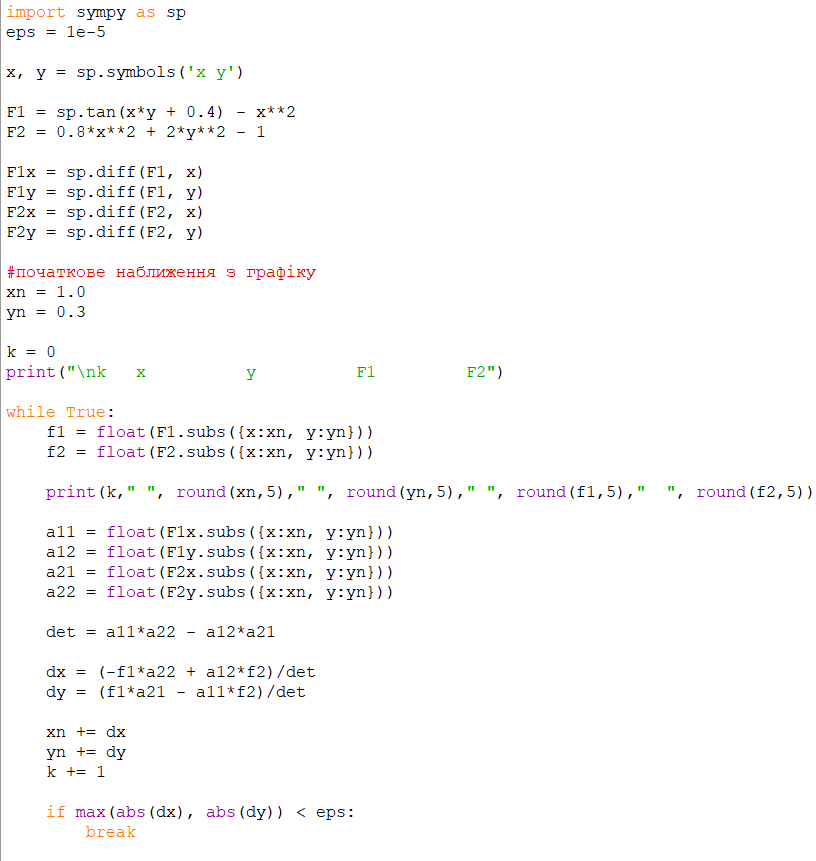 import sympy as sp
eps = 1e-5

x, y = sp.symbols('x y')

F1 = sp.tan(x*y + 0.4) - x**2
F2 = 0.8*x**2 + 2*y**2 - 1

F1x = sp.diff(F1, x)
F1y = sp.diff(F1, y)
F2x = sp.diff(F2, x)
F2y = sp.diff(F2, y)

#початкове наближення з графіку
xn = 1.0
yn = 0.3

k = 0
print("\nk   x          y          F1         F2")

while True:
    f1 = float(F1.subs({x:xn, y:yn}))
    f2 = float(F2.subs({x:xn, y:yn}))

    print(k," ", round(xn,5)," ", round(yn,5)," ", round(f1,5),"  ", round(f2,5))

    a11 = float(F1x.subs({x:xn, y:yn}))
    a12 = float(F1y.subs({x:xn, y:yn}))
    a21 = float(F2x.subs({x:xn, y:yn}))
    a22 = float(F2y.subs({x:xn, y:yn}))

    det = a11*a22 - a12*a21

    dx = (-f1*a22 + a12*f2)/det
    dy = (f1*a21 - a11*f2)/det

    xn += dx
    yn += dy
    k += 1

    if max(abs(dx), abs(dy)) < eps:
        break